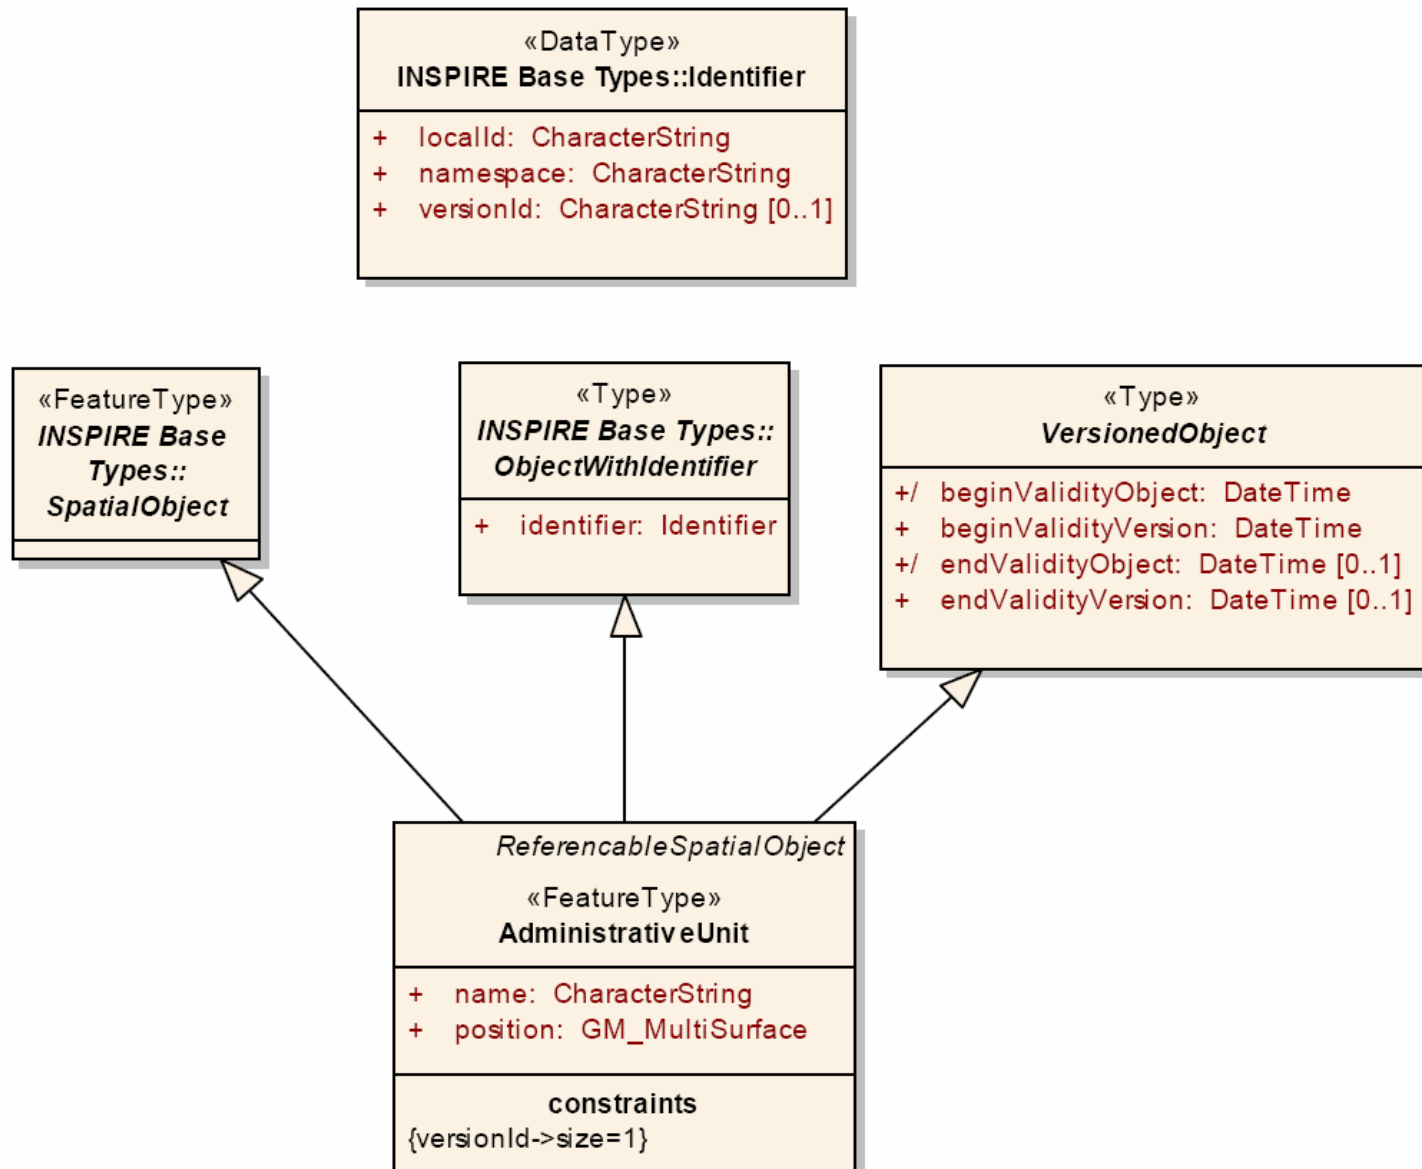 «DataType»
INSPIRE Base Types::Identifier
+ localId: CharacterString
+ namespace: CharacterString
+ versionId: CharacterString [0..1]
«FeatureType»
INSPIRE Base
Types::
SpatialObject
«Type»
INSPIRE Base Types::
ObjectWithIdentifier
+ identifier: Identifier
«Type»
VersionedObject
+/ beginValidityObject: DateTime
+ beginValidityVersion: DateTime
+/ endValidityObject: DateTime [0..1]
+ endValidityVersion: DateTime [0..1]
ReferencableSpatialObject
«FeatureType»
AdministrativeUnit
+ name: CharacterString
+ position: GM_MultiSurface
constraints
{versionId->size=1}